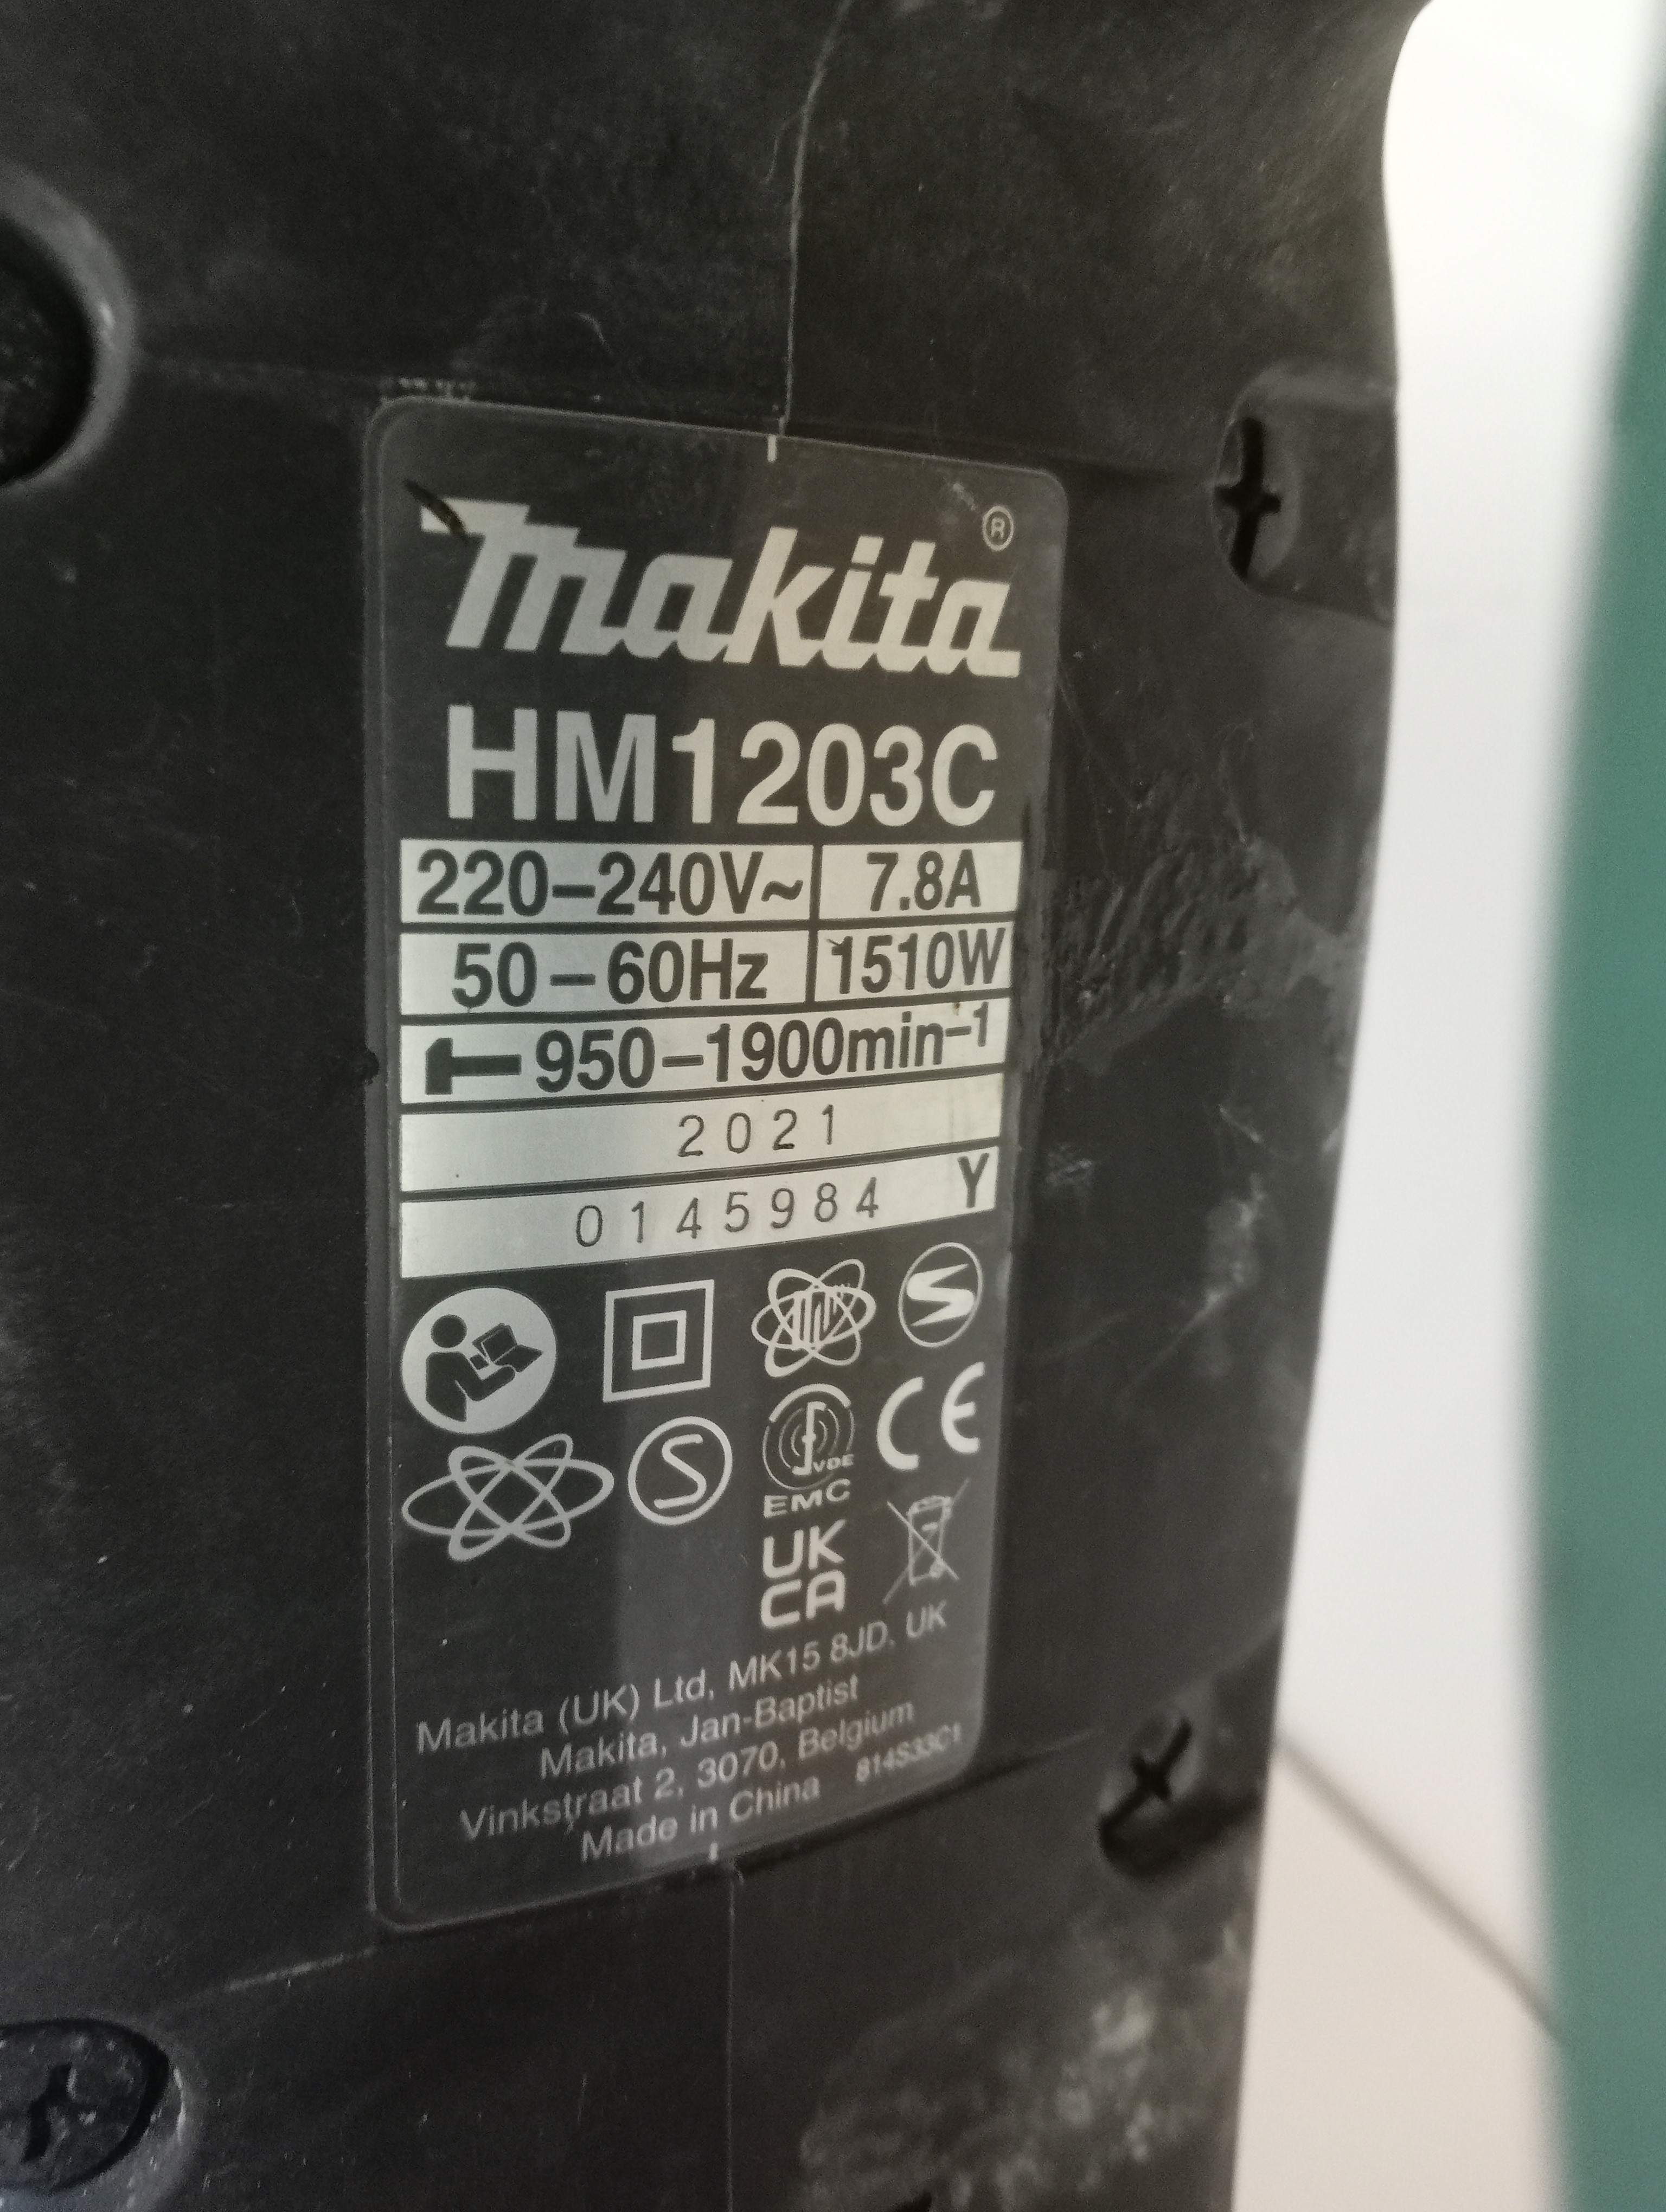 makita®
HM1203C
220–240V~ 7.8A
50–60Hz 1510W
950–1900min⁻¹
2021
0145984 Y
S
VDE
EMC
CE
UK
CA
Makita (UK) Ltd, MK15 8JD, UK
Makita, Jan-Baptist
Vinkstraat 2, 3070, Belgium
Made in China 814S33C1